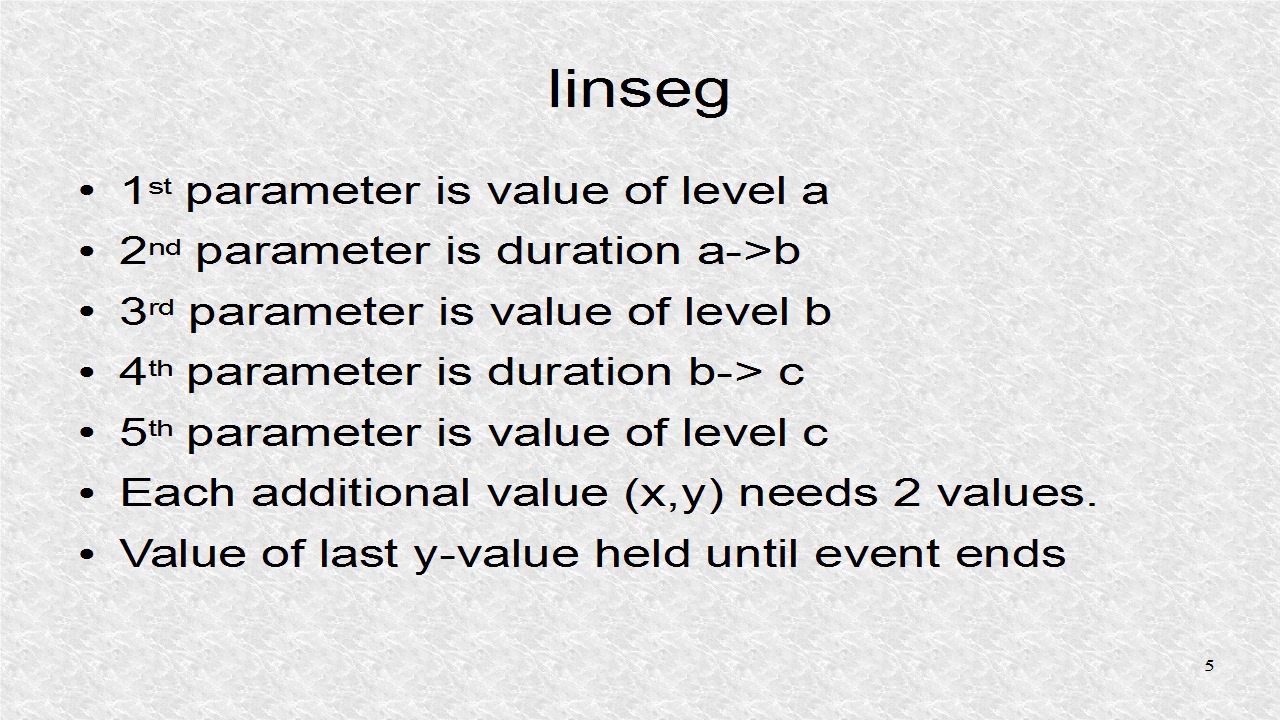 linseg
• 1st parameter is value of level a
• 2nd parameter is duration a->b
• 3rd parameter is value of level b
• 4th parameter is duration b-> c
• 5th parameter is value of level c
• Each additional value (x,y) needs 2 values.
• Value of last y-value held until event ends
5